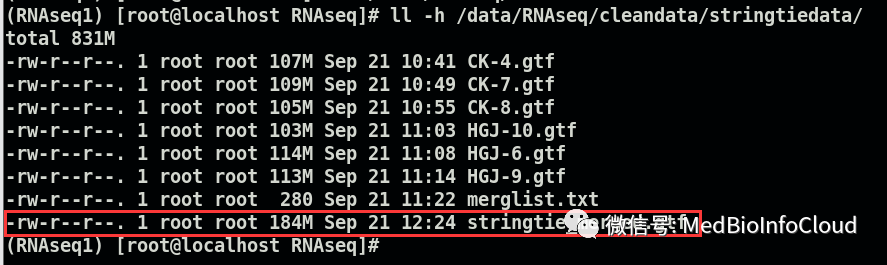 (RNAseq1) [root@localhost RNAseq]# ll -h /data/RNAseq/cleandata/stringtiedata/
total 831M
-rw-r--r--. 1 root root 107M Sep 21 10:41 CK-4.gtf
-rw-r--r--. 1 root root 109M Sep 21 10:49 CK-7.gtf
-rw-r--r--. 1 root root 105M Sep 21 10:55 CK-8.gtf
-rw-r--r--. 1 root root 103M Sep 21 11:03 HGJ-10.gtf
-rw-r--r--. 1 root root 114M Sep 21 11:08 HGJ-6.gtf
-rw-r--r--. 1 root root 113M Sep 21 11:14 HGJ-9.gtf
-rw-r--r--. 1 root root 280 Sep 21 11:22 merglist.txt
-rw-r--r--. 1 root root 184M Sep 21 12:24
微信号: MedBioInfoCloud
(RNAseq1) [root@localhost RNAseq]#